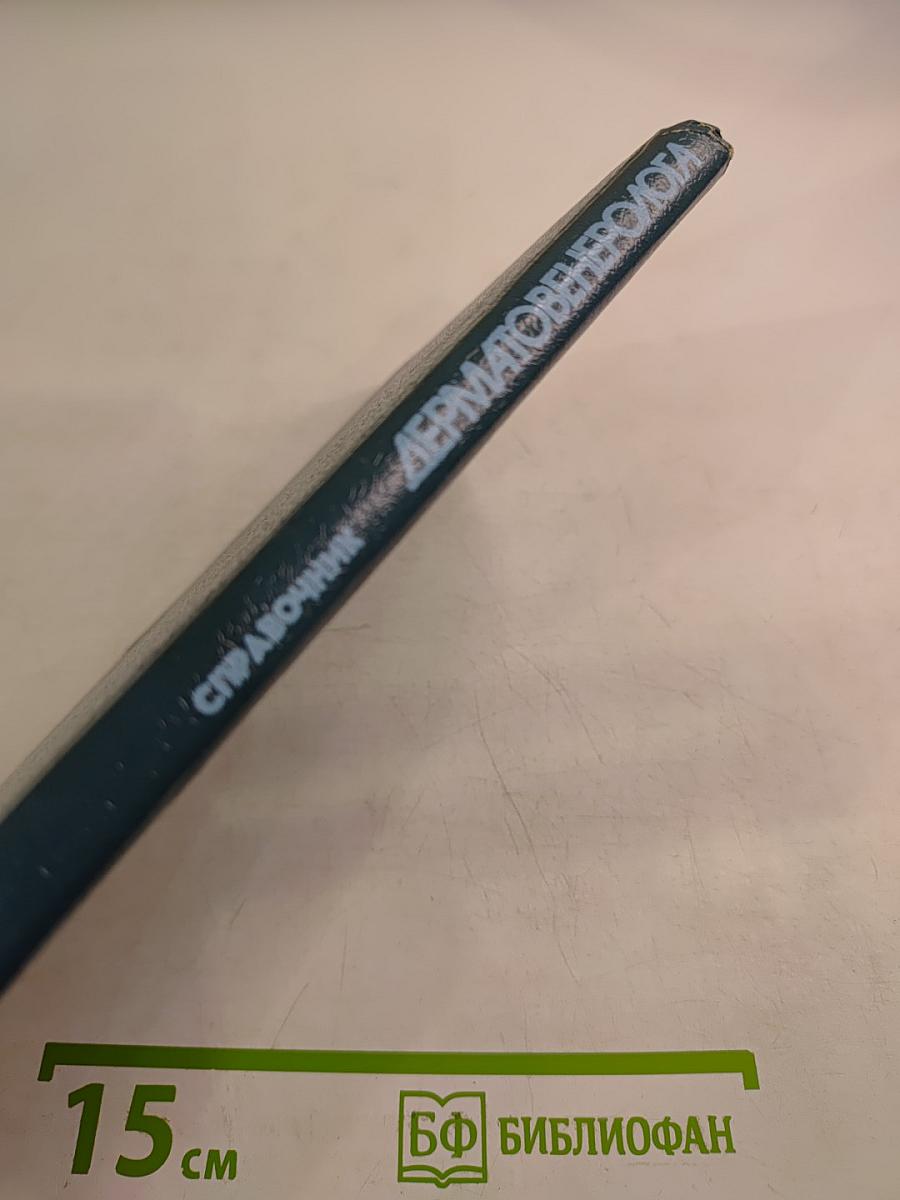 СПРАВОЧНИК ДЕРМАТОВЕНЕРОЛОГА
15 см
БФ БИБЛИОФАН